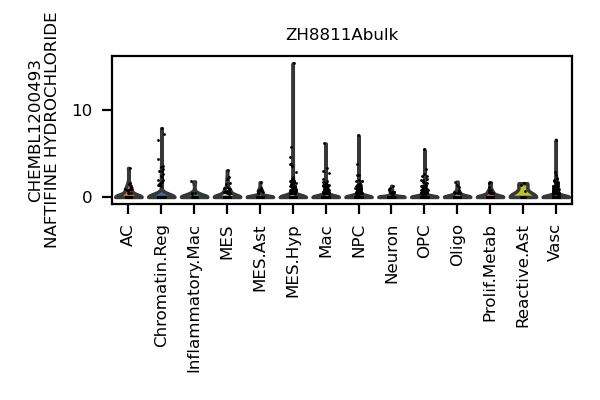 ZH8811Abulk
CHEMBL1200493
NAFTIFINE HYDROCHLORIDE
10
0
AC
Chromatin.Reg
Inflammatory.Mac
MES
MES.Ast
MES.Hyp
Mac
NPC
Neuron
OPC
Oligo
Prolif.Metab
Reactive.Ast
Vasc